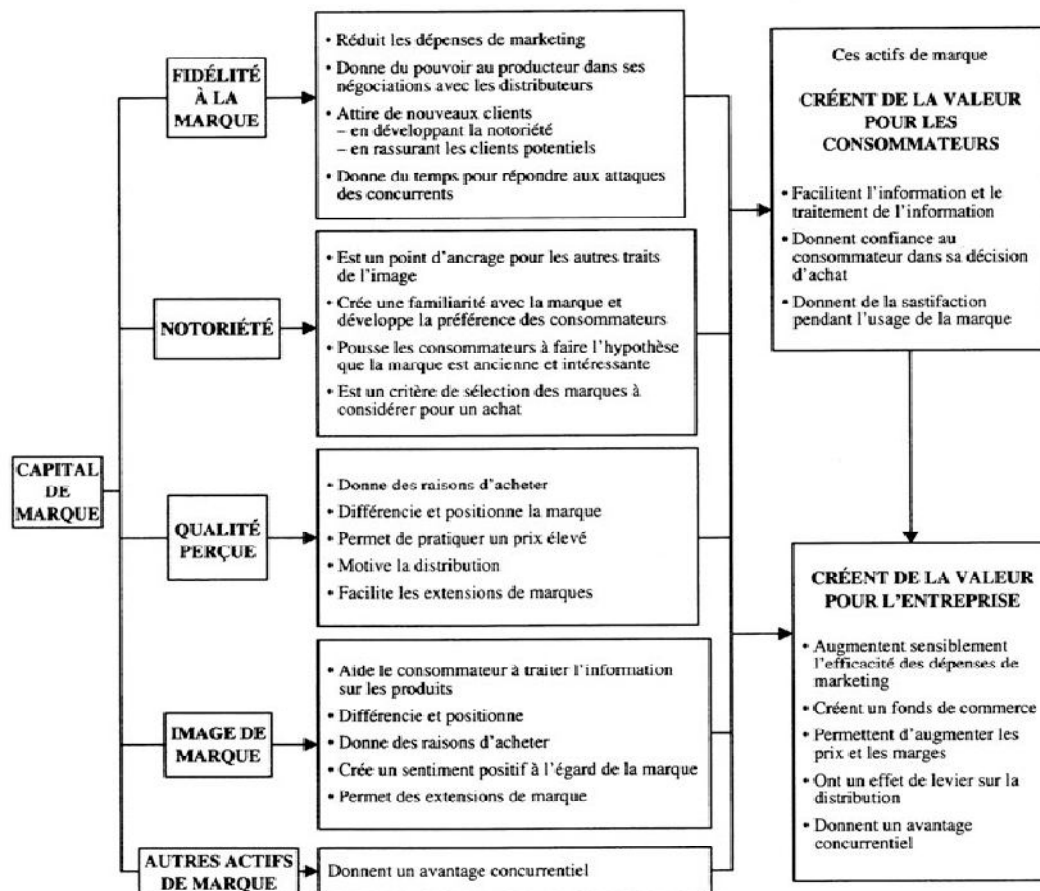 CAPITAL
DE
MARQUE
FIDÉLITÉ
À LA
MARQUE
• Réduit les dépenses de marketing
• Donne du pouvoir au producteur dans ses
négociations avec les distributeurs
• Attire de nouveaux clients
– en développant la notoriété
– en rassurant les clients potentiels
• Donne du temps pour répondre aux attaques
des concurrents
NOTORIÉTÉ
• Est un point d'ancrage pour les autres traits
de l'image
• Crée une familiarité avec la marque et
développe la préférence des consommateurs
• Pousse les consommateurs à faire l'hypothèse
que la marque est ancienne et intéressante
• Est un critère de sélection des marques à
considérer pour un achat
QUALITÉ
PERÇUE
• Donne des raisons d'acheter
• Différencie et positionne la marque
• Permet de pratiquer un prix élevé
• Motive la distribution
• Facilite les extensions de marques
IMAGE DE
MARQUE
• Aide le consommateur à traiter l'information
sur les produits
• Différencie et positionne
• Donne des raisons d'acheter
• Crée un sentiment positif à l'égard de la marque
• Permet des extensions de marque
AUTRES ACTIFS
DE MARQUE
Donnent un avantage concurrentiel
Ces actifs de marque
CRÉENT DE LA VALEUR
POUR LES
CONSOMMATEURS
• Facilitent l'information et le
traitement de l'information
• Donnent confiance au
consommateur dans sa décision
d'achat
• Donnent de la sastifaction
pendant l'usage de la marque
CRÉENT DE LA VALEUR
POUR L'ENTREPRISE
• Augmentent sensiblement
l'efficacité des dépenses de
marketing
• Créent un fonds de commerce
• Permettent d'augmenter les
prix et les marges
• Ont un effet de levier sur la
distribution
• Donnent un avantage
concurrentiel